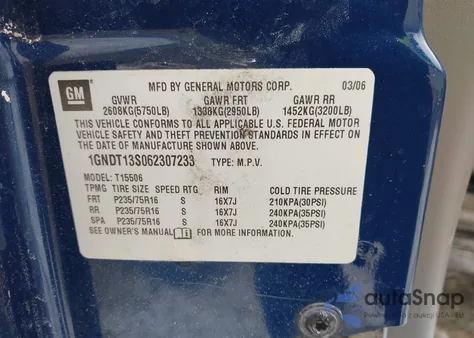 GM
MFD BY GENERAL MOTORS CORP. 03/06
GVWR GAWR FRT GAWR RR
2608KG(5750LB) 1338KG(2950LB) 1452KG(3200LB)
THIS VEHICLE CONFORMS TO ALL APPLICABLE U.S. FEDERAL MOTOR
VEHICLE SAFETY AND THEFT PREVENTION STANDARDS IN EFFECT ON
THE DATE OF MANUFACTURE SHOWN ABOVE.
1GNDT13S062307233 TYPE: M.P.V.
MODEL: T15506
TPMG TIRE SIZE SPEED RTG RIM COLD TIRE PRESSURE
FRT P235/75R16 S 16X7J 210KPA(30PSI)
RR P235/75R16 S 16X7J 240KPA(35PSI)
SPA P235/75R16 S 16X7J 240KPA(35PSI)
SEE OWNER'S MANUAL FOR MORE INFORMATION.
autaSnap